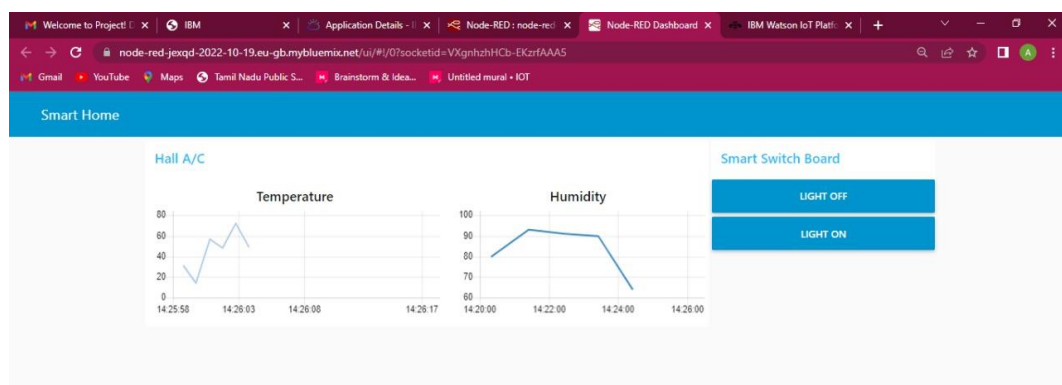 Welcome to Project! D
IBM
Application Details - I
Node-RED : node-red
Node-RED Dashboard
IBM Watson IoT Platfo
node-red-jexqd-2022-10-19.eu-gb.mybluemix.net/ui/#!/0?socketid=VXgnhzhHCb-EKzrfAAA5
Gmail YouTube Maps Tamil Nadu Public S... Brainstorm & Idea... Untitled mural • IOT
A
Smart Home
Hall A/C
Temperature
80
60
40
20
0
14:25:58 14:26:03 14:26:08 14:26:17
Humidity
100
90
80
70
60
14:20:00 14:22:00 14:24:00 14:26:00
Smart Switch Board
LIGHT OFF
LIGHT ON